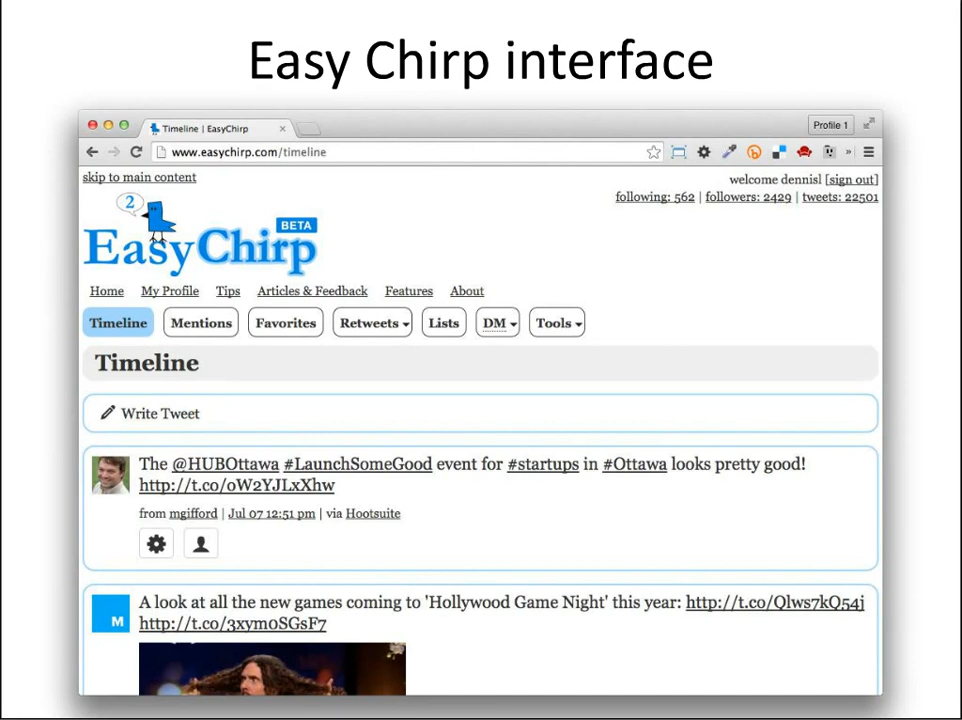 Easy Chirp interface
Timeline | EasyChirp
Profile 1
www.easychirp.com/timeline
skip to main content
welcome dennisl [sign out]
following: 562 | followers: 2429 | tweets: 22501
2
BETA
EasyChirp
Home My Profile Tips Articles & Feedback Features About
Timeline Mentions Favorites Retweets Lists DM Tools
Timeline
Write Tweet
The @HUBOttawa #LaunchSomeGood event for #startups in #Ottawa looks pretty good!
http://t.co/oW2YJLxXhw
from mgifford | Jul 07 12:51 pm | via Hootsuite
M
A look at all the new games coming to 'Hollywood Game Night' this year: http://t.co/Qlws7kQ54j
http://t.co/3xym0SGsF7